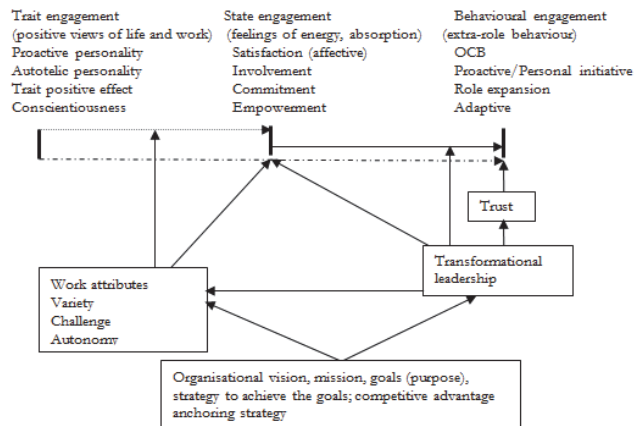 Trait engagement
(positive views of life and work)
Proactive personality
Autotelic personality
Trait positive effect
Conscientiousness
State engagement
(feelings of energy, absorption)
Satisfaction (affective)
Involvement
Commitment
Empowerment
Behavioural engagement
(extra-role behaviour)
OCB
Proactive/Personal initiative
Role expansion
Adaptive
Trust
Transformational
leadership
Work attributes
Variety
Challenge
Autonomy
Organisational vision, mission, goals (purpose),
strategy to achieve the goals; competitive advantage
anchoring strategy